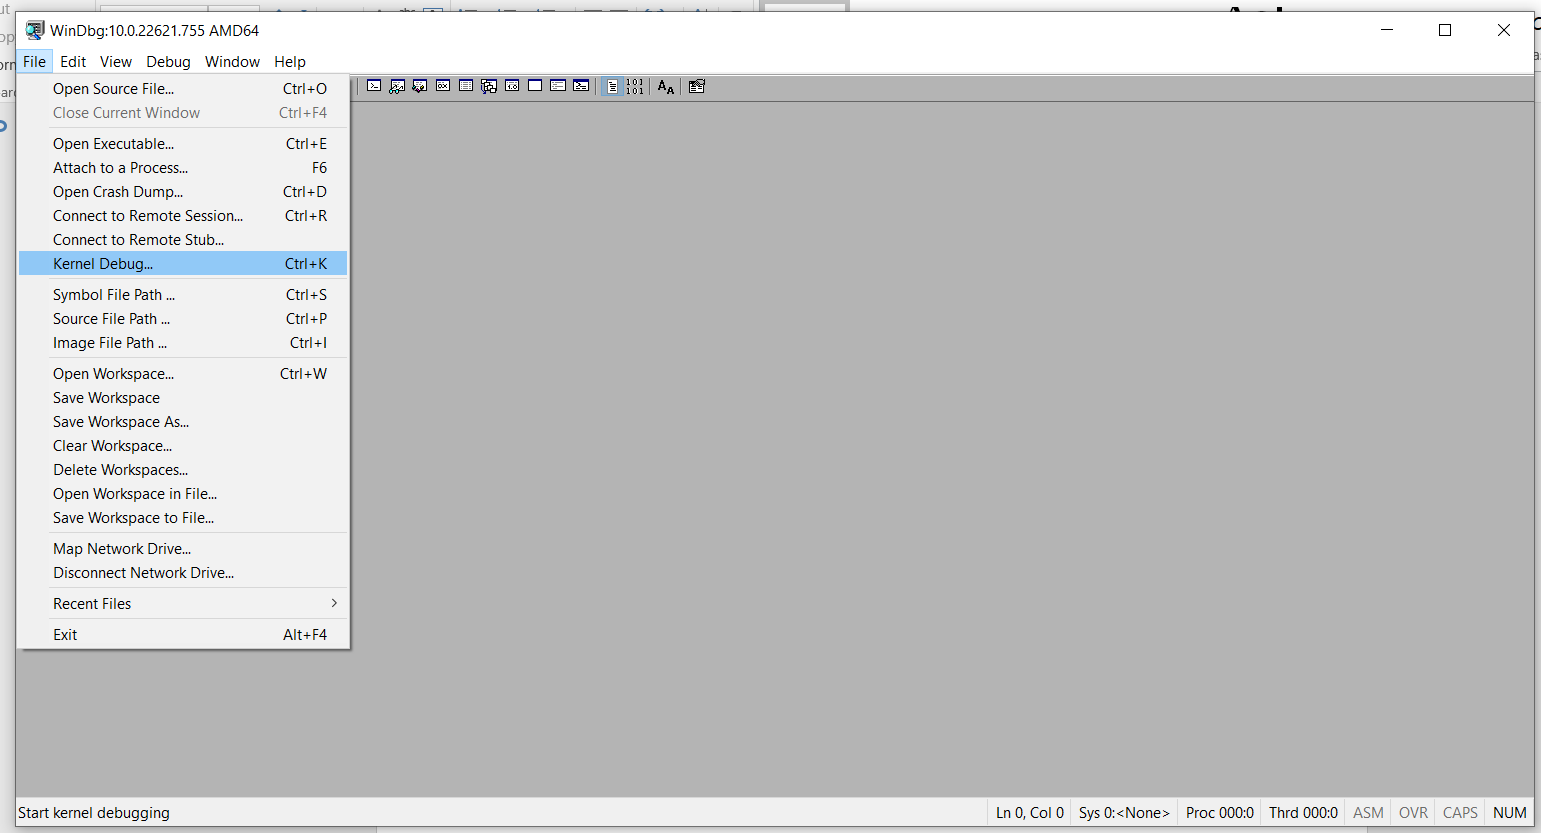 WinDbg:10.0.22621.755 AMD64
File Edit View Debug Window Help
Open Source File... Ctrl+O
Close Current Window Ctrl+F4
Open Executable... Ctrl+E
Attach to a Process... F6
Open Crash Dump... Ctrl+D
Connect to Remote Session... Ctrl+R
Connect to Remote Stub...
Kernel Debug... Ctrl+K
Symbol File Path ... Ctrl+S
Source File Path ... Ctrl+P
Image File Path ... Ctrl+I
Open Workspace... Ctrl+W
Save Workspace
Save Workspace As...
Clear Workspace...
Delete Workspaces...
Open Workspace in File...
Save Workspace to File...
Map Network Drive...
Disconnect Network Drive...
Recent Files
Exit Alt+F4
Start kernel debugging Ln 0, Col 0 Sys 0:<None> Proc 000:0 Thrd 000:0 ASM OVR CAPS NUM